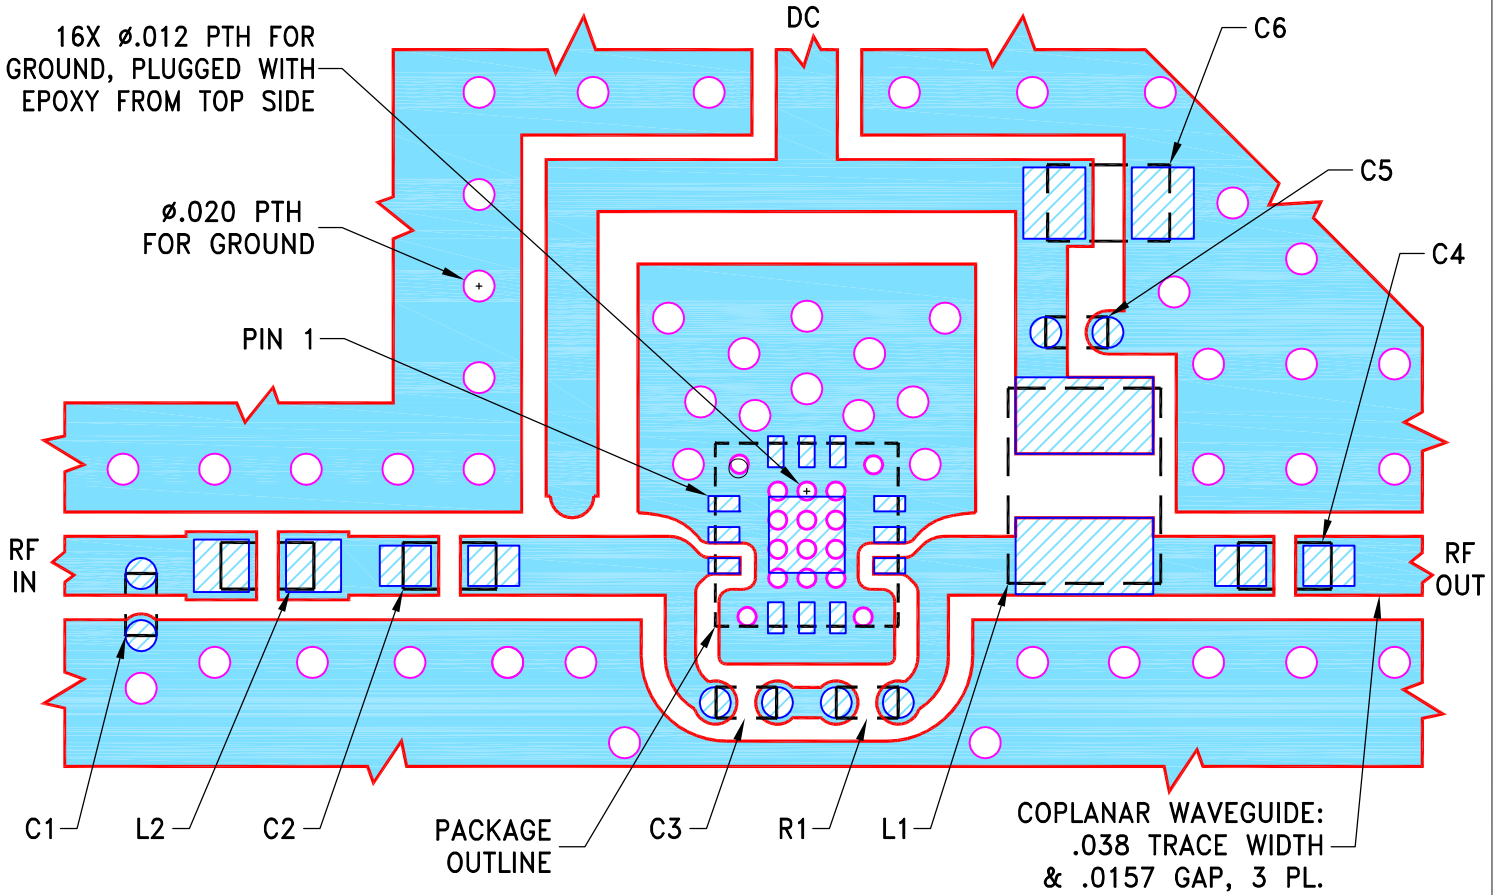 DC
C6
16X ø.012 PTH FOR
GROUND, PLUGGED WITH
EPOXY FROM TOP SIDE
C5
ø.020 PTH
FOR GROUND
C4
PIN 1
RF
IN
RF
OUT
C1
L2
C2
PACKAGE
OUTLINE
C3
R1
L1
COPLANAR WAVEGUIDE:
.038 TRACE WIDTH
& .0157 GAP, 3 PL.